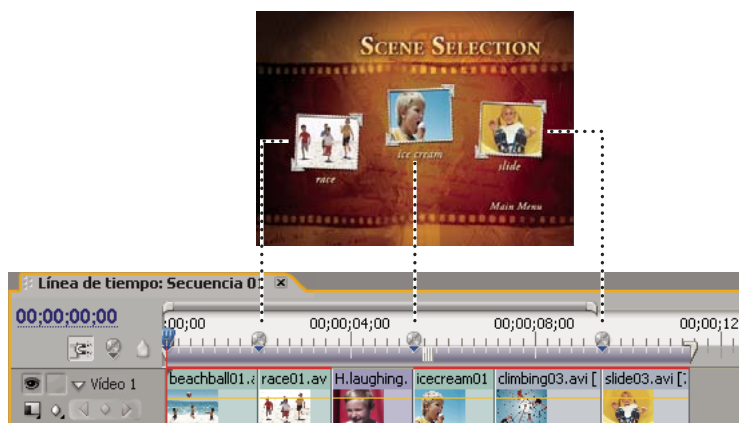 SCENE SELECTION
race
ice cream
slide
Main Menu
Línea de tiempo: Secuencia 01
00;00;00;00
;00;00
00;00;04;00
00;00;08;00
00;00;12
Vídeo 1
beachball01.a
race01.av
H.laughing.
icecream01
climbing03.avi [
slide03.avi [